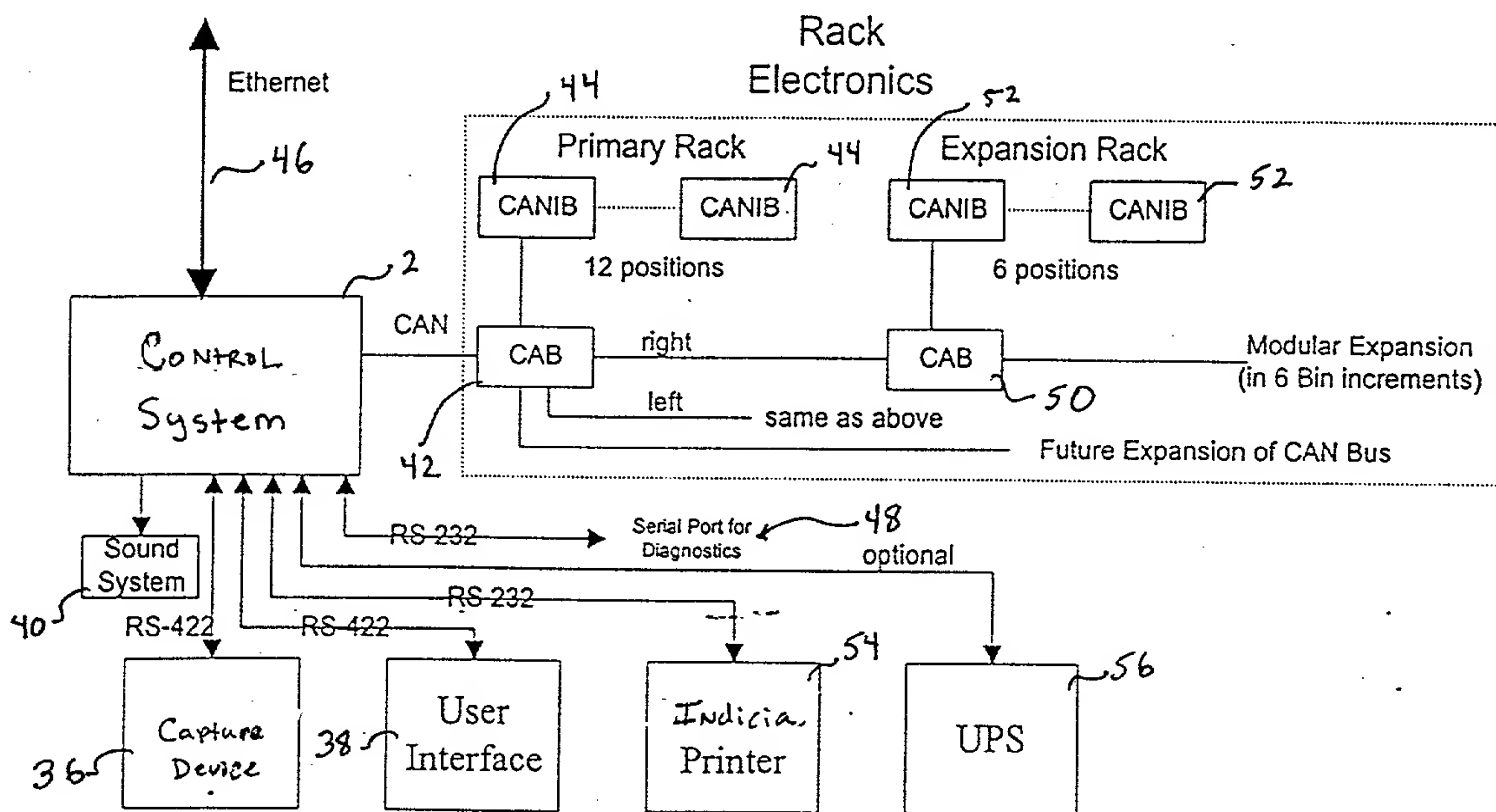 Rack
Electronics
Ethernet
46
44
52
Primary Rack
44
Expansion Rack
52
CANIB
CANIB
CANIB
CANIB
12 positions
6 positions
2
Control
System
CAN
CAB
right
CAB
Modular Expansion
(in 6 Bin increments)
50
left
same as above
42
Future Expansion of CAN Bus
RS-232
Serial Port for
Diagnostics
48
optional
Sound
System
40
RS-232
RS-422
RS-422
54
56
Capture
Device
36
User
Interface
38
Indicia
Printer
UPS